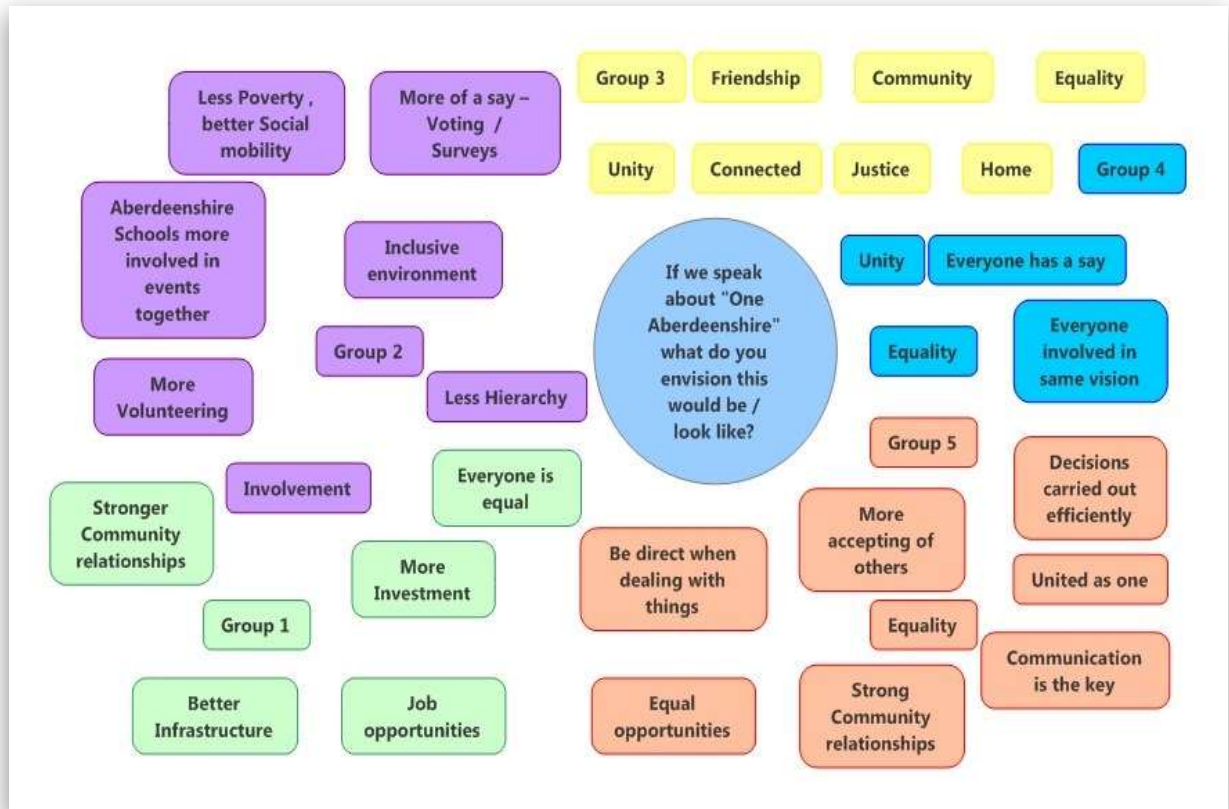 Less Poverty ,
better Social
mobility
More of a say –
Voting /
Surveys
Aberdeenshire
Schools more
involved in
events
together
Inclusive
environment
Group 2
More
Volunteering
Less Hierarchy
Involvement
Group 3
Friendship
Community
Equality
Unity
Connected
Justice
Home
Group 4
Unity
Everyone has a say
Equality
Everyone
involved in
same vision
If we speak
about "One
Aberdeenshire"
what do you
envision this
would be /
look like?
Everyone is
equal
Stronger
Community
relationships
More
Investment
Group 1
Better
Infrastructure
Job
opportunities
Group 5
Decisions
carried out
efficiently
More
accepting of
others
Be direct when
dealing with
things
United as one
Equality
Communication
is the key
Equal
opportunities
Strong
Community
relationships